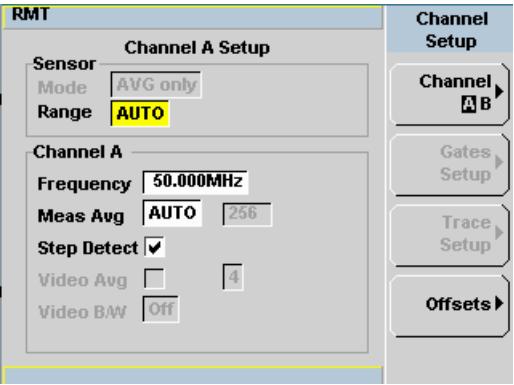 RMT
Channel A Setup
Sensor
Mode AVG only
Range AUTO
Channel A
Frequency 50.000MHz
Meas Avg AUTO 256
Step Detect
Video Avg 4
Video B/W Off
Channel
Setup
Channel
A B
Gates
Setup
Trace
Setup
Offsets